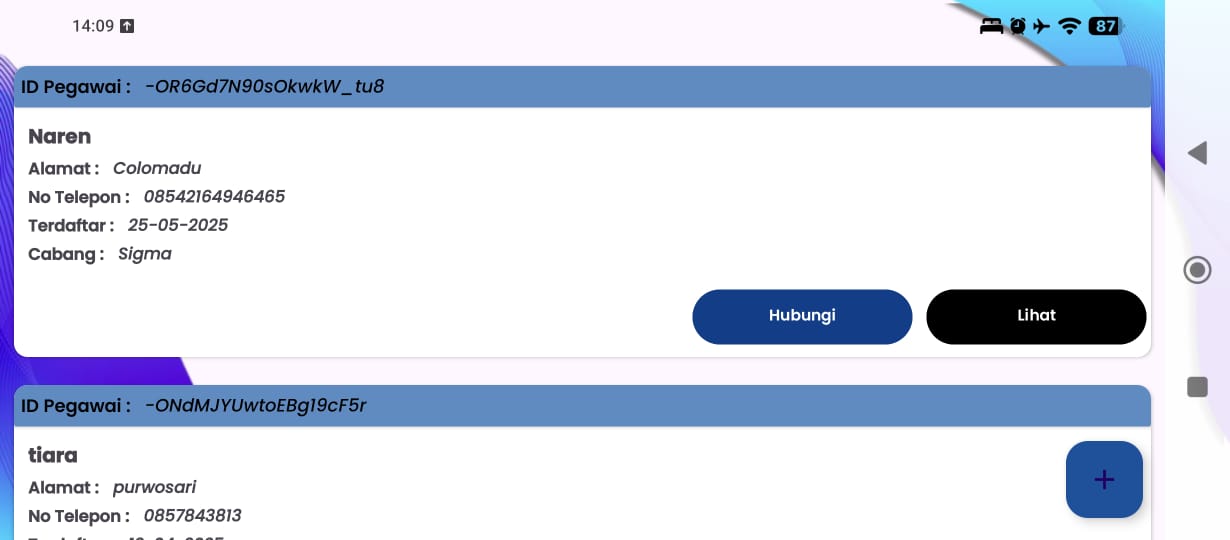 14:09
87
ID Pegawai : -OR6Gd7N90sOkwkW_tu8
Naren
Alamat : Colomadu
No Telepon : 08542164946465
Terdaftar : 25-05-2025
Cabang : Sigma
Hubungi Lihat
ID Pegawai : -ONdMJYUwtoEBg19cF5r
tiara
Alamat : purwosari
No Telepon : 0857843813